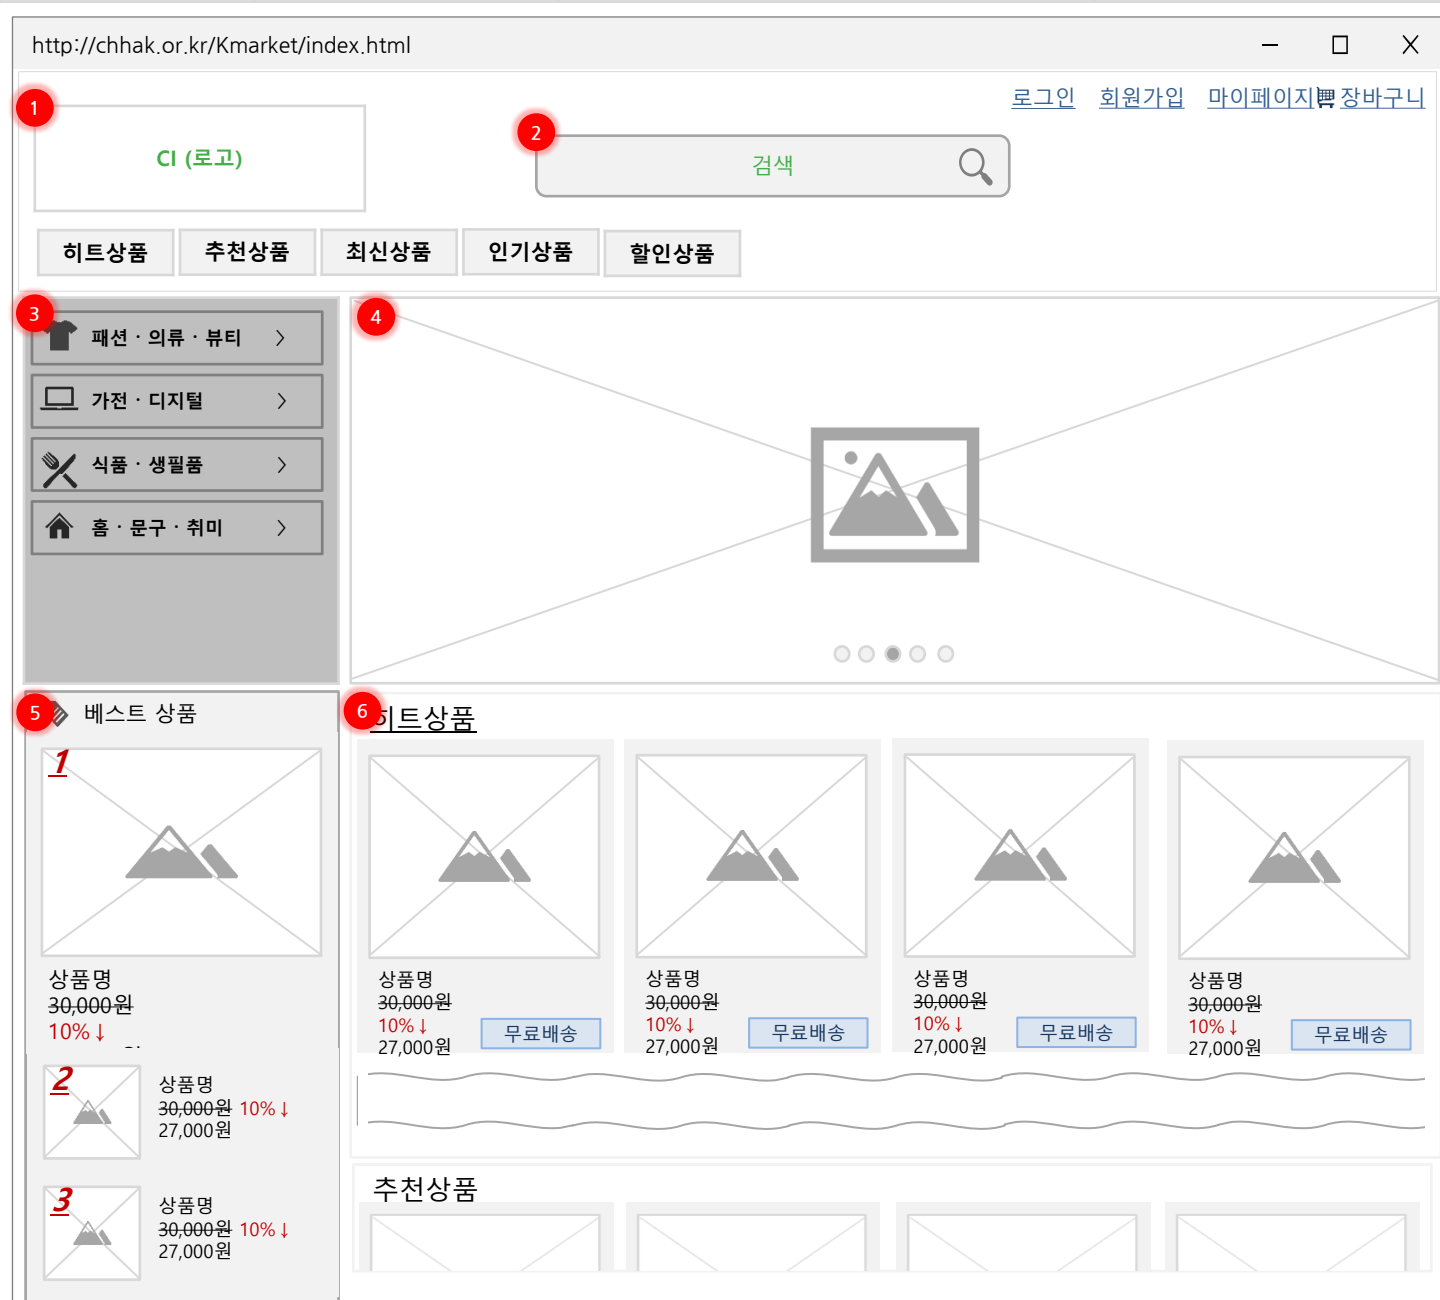 http://chhak.or.kr/Kmarket/index.html
로그인 회원가입 마이페이지 장바구니
1
CI (로고)
2
검색
히트상품 추천상품 최신상품 인기상품 할인상품
3
패션 · 의류 · 뷰티
가전 · 디지털
식품 · 생필품
홈 · 문구 · 취미
4
5
베스트 상품
1
상품명
30,000원
10%↓
2
상품명
30,000원 10%↓
27,000원
3
상품명
30,000원 10%↓
27,000원
6
히트상품
상품명
30,000원
10%↓
27,000원
무료배송
상품명
30,000원
10%↓
27,000원
무료배송
상품명
30,000원
10%↓
27,000원
무료배송
상품명
30,000원
10%↓
27,000원
무료배송
추천상품